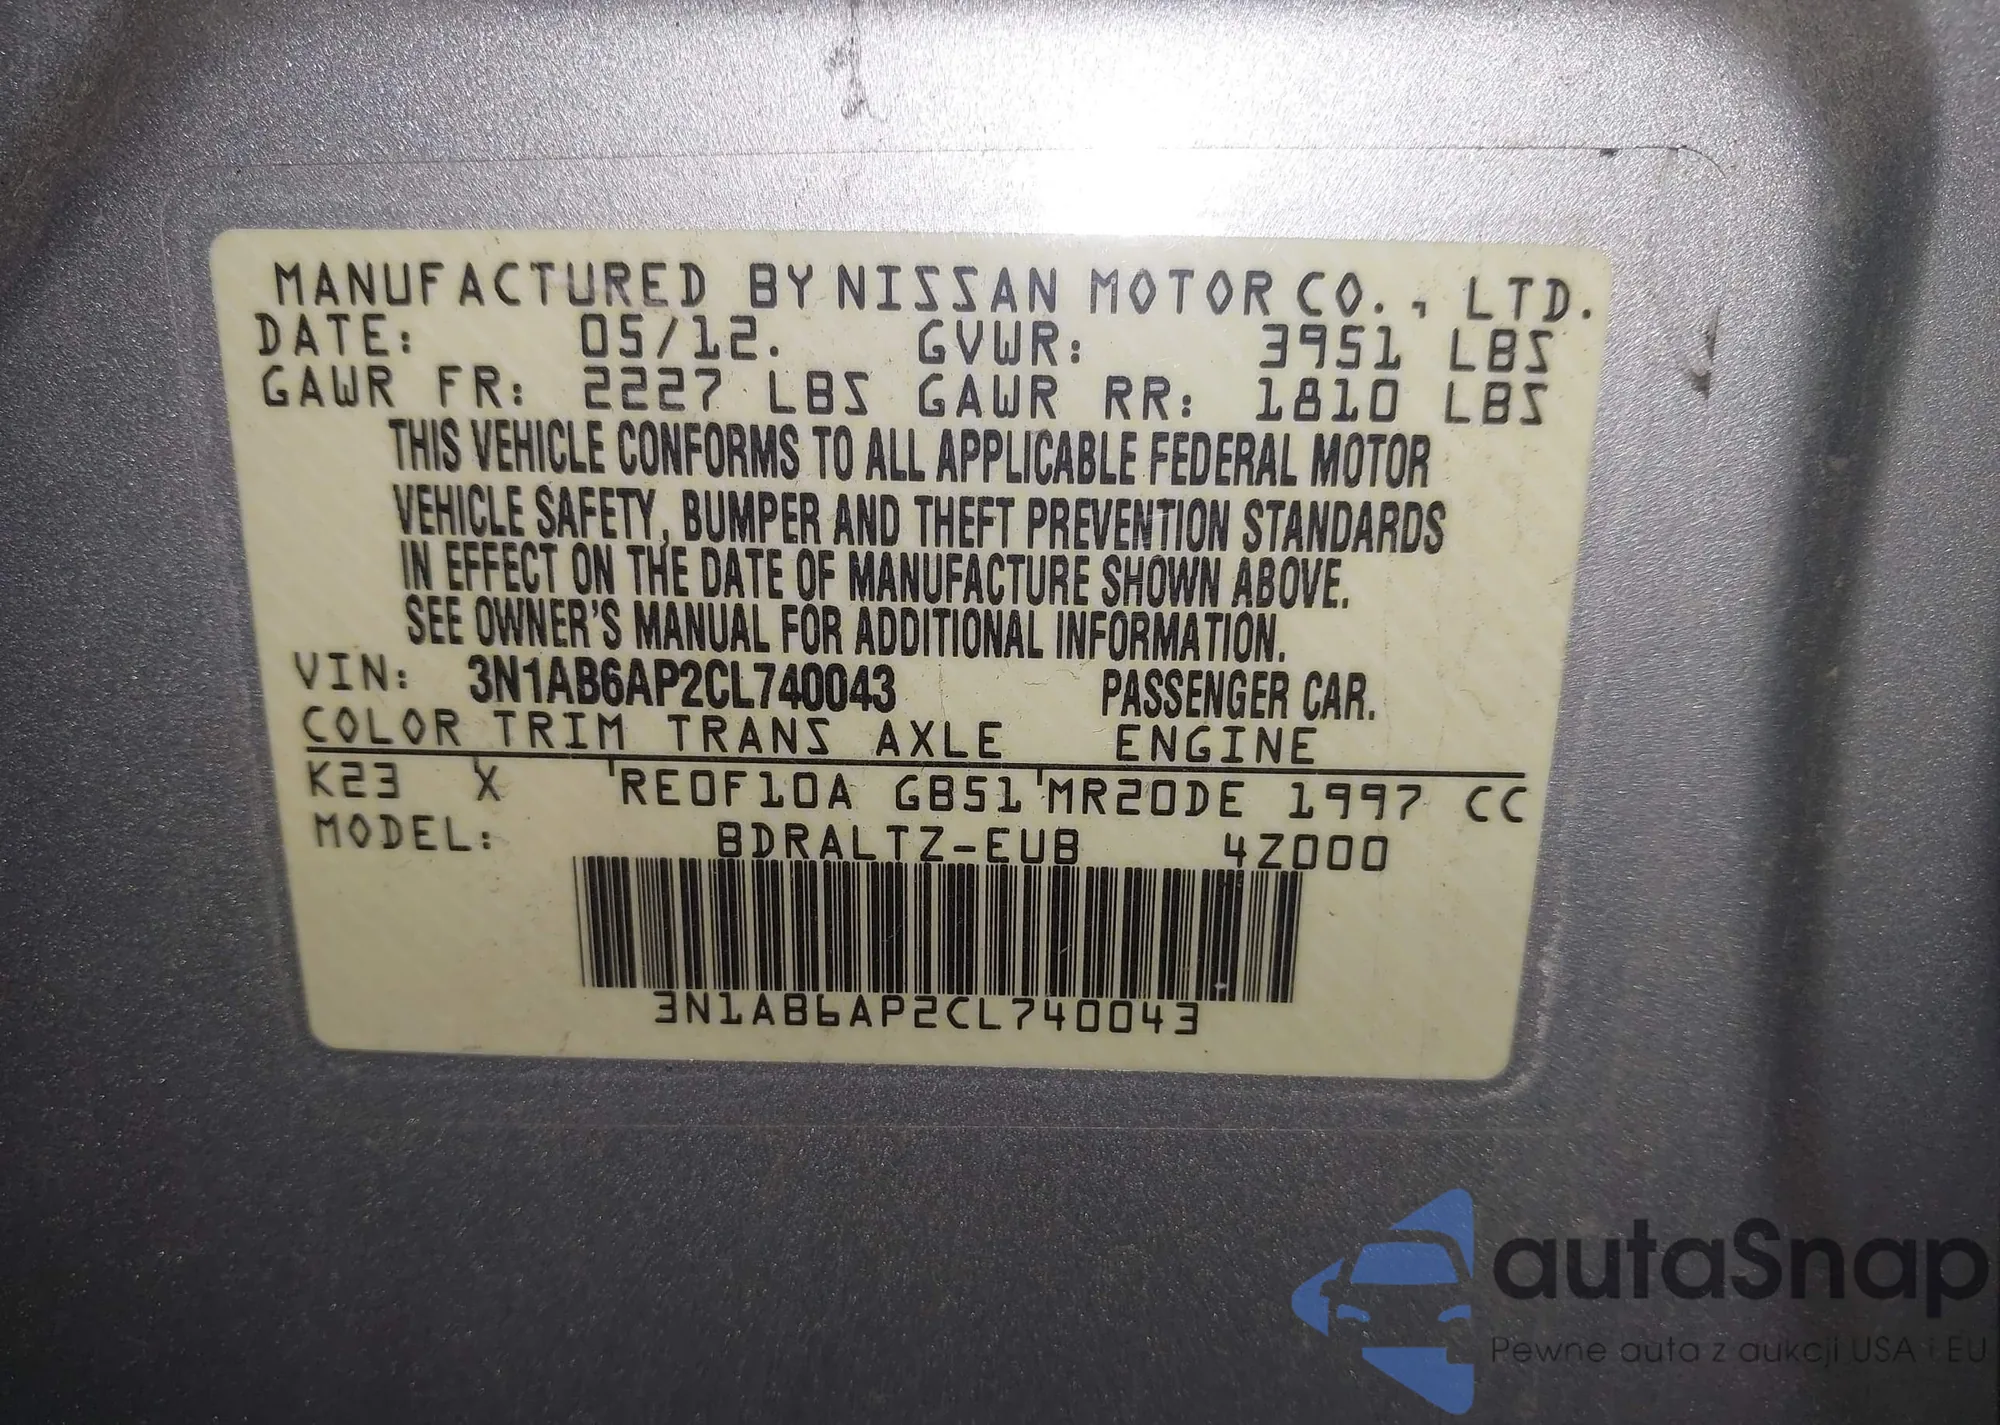 MANUFACTURED BY NISSAN MOTOR CO., LTD.
DATE: 05/12. GVWR: 3951 LBS
GAWR FR: 2227 LBS GAWR RR: 1810 LBS
THIS VEHICLE CONFORMS TO ALL APPLICABLE FEDERAL MOTOR
VEHICLE SAFETY, BUMPER AND THEFT PREVENTION STANDARDS
IN EFFECT ON THE DATE OF MANUFACTURE SHOWN ABOVE.
SEE OWNER'S MANUAL FOR ADDITIONAL INFORMATION.
VIN: 3N1AB6AP2CL740043 PASSENGER CAR.
COLOR TRIM TRANS AXLE ENGINE
K23 X RE0F10A GB51 MR20DE 1997 CC
MODEL: BDRALTZ-EUB 4Z000
3N1AB6AP2CL740043
autaSnap
Pewne auta z aukcji USA i EU